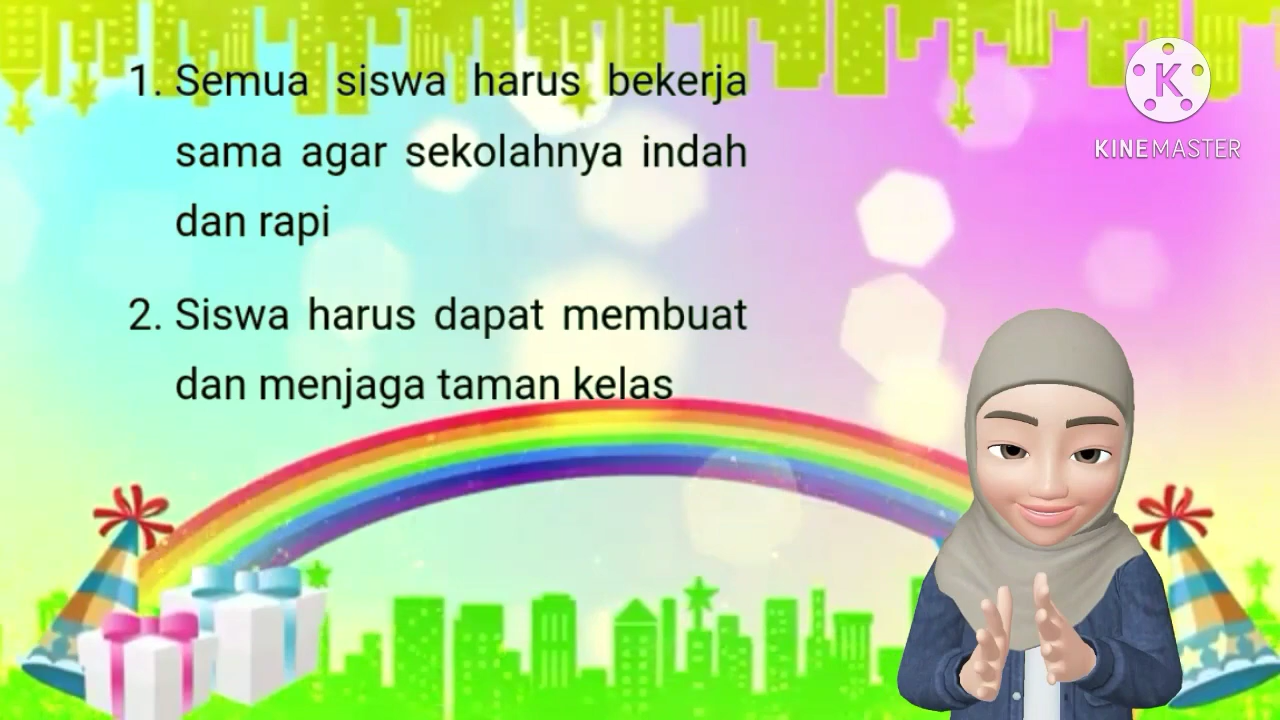 1. Semua siswa harus bekerja
sama agar sekolahnya indah
dan rapi
2. Siswa harus dapat membuat
dan menjaga taman kelas
K
KINEMASTER